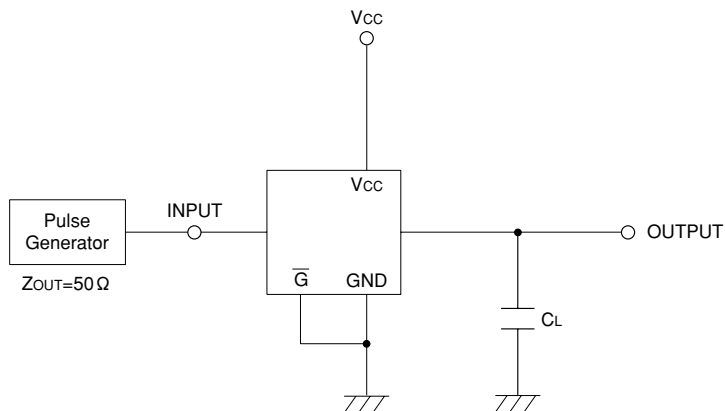 VCC
VCC
INPUT
Pulse
Generator
OUTPUT
G̅
GND
ZOUT=50Ω
CL